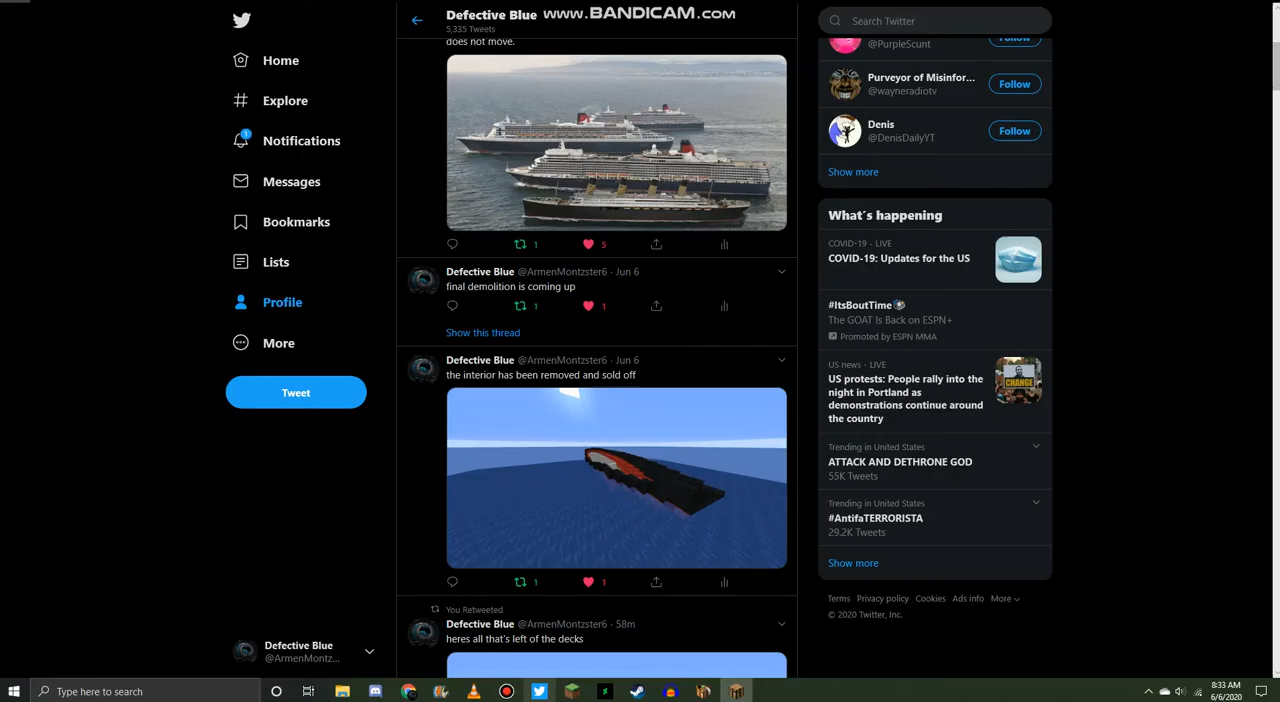 Defective Blue
5,335 Tweets
www.BANDICAM.com
Search Twitter
Home
Explore
1
Notifications
Messages
Bookmarks
Lists
Profile
More
Tweet
Defective Blue
@ArmenMontz...
does not move.
1
5
Defective Blue @ArmenMontzster6 · Jun 6
final demolition is coming up
1
1
Show this thread
Defective Blue @ArmenMontzster6 · Jun 6
the interior has been removed and sold off
1
1
You Retweeted
Defective Blue @ArmenMontzster6 · 58m
heres all that's left of the decks
@PurpleScunt
Follow
Purveyor of Misinfor...
@wayneradiotv
Follow
Denis
@DenisDailyYT
Follow
Show more
What's happening
COVID-19 · LIVE
COVID-19: Updates for the US
#ItsBoutTime
The GOAT Is Back on ESPN+
Promoted by ESPN MMA
US news · LIVE
US protests: People rally into the
night in Portland as
demonstrations continue around
the country
CHANGE
Trending in United States
ATTACK AND DETHRONE GOD
55K Tweets
Trending in United States
#AntifaTERRORISTA
29.2K Tweets
Show more
Terms Privacy policy Cookies Ads info More
© 2020 Twitter, Inc.
Type here to search
8:33 AM
6/6/2020